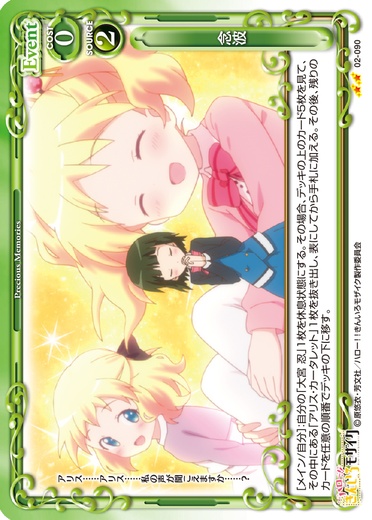 Event
COST
0
SOURCE
2
念波
Precious Memories
アリス……アリス……私の声が聞こえますか……？
[メイン/自分]:自分の「大宮 忍」1枚を休息状態にする。その場合、デッキの上のカード5枚を見て、
その中にある「アリス・カータレット」1枚を抜き出し、表にしてから手札に加える。その後、残りの
カードを任意の順番でデッキの下に移す。
ハロー!!
きんいろモザイク
©原悠衣・芳文社／ハロー!!きんいろモザイク製作委員会
02-090